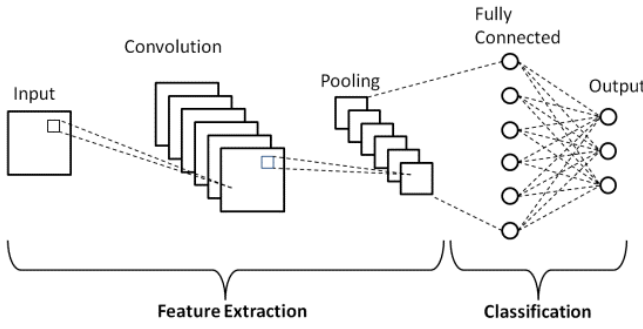 Input
Convolution
Pooling
Fully
Connected
Output
Feature Extraction
Classification